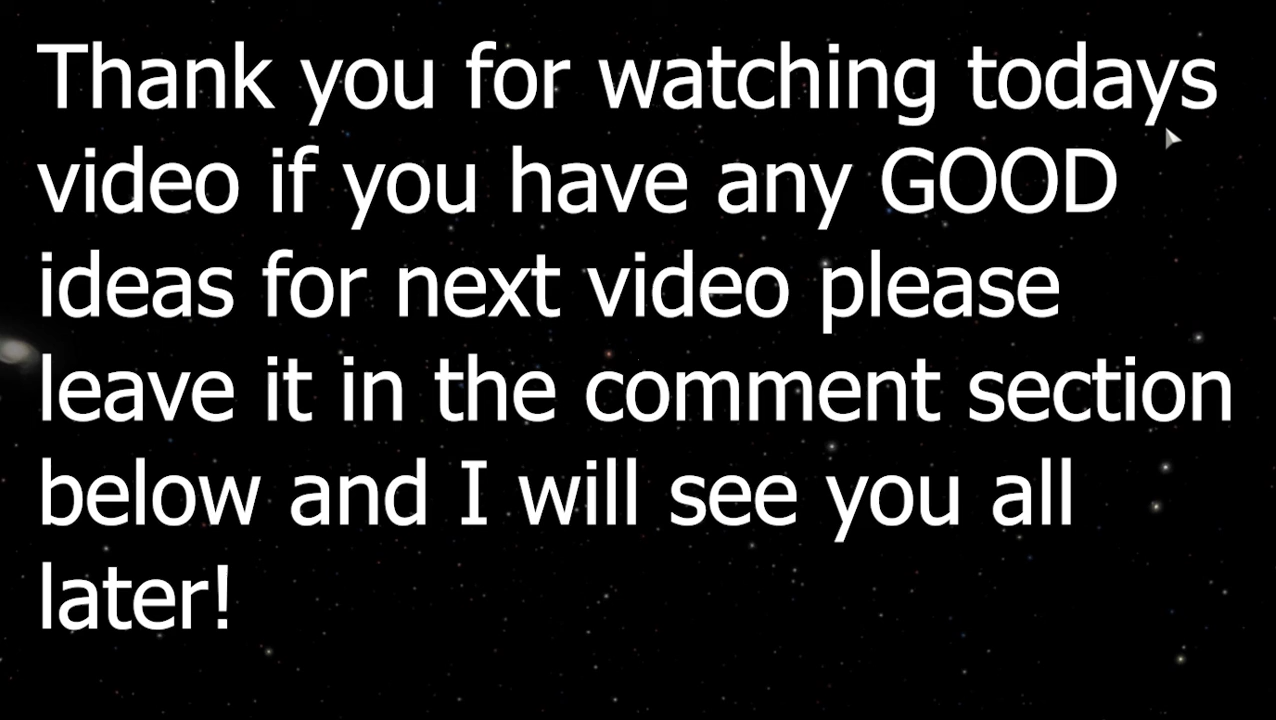 Thank you for watching todays
video if you have any GOOD
ideas for next video please
leave it in the comment section
below and I will see you all
later!